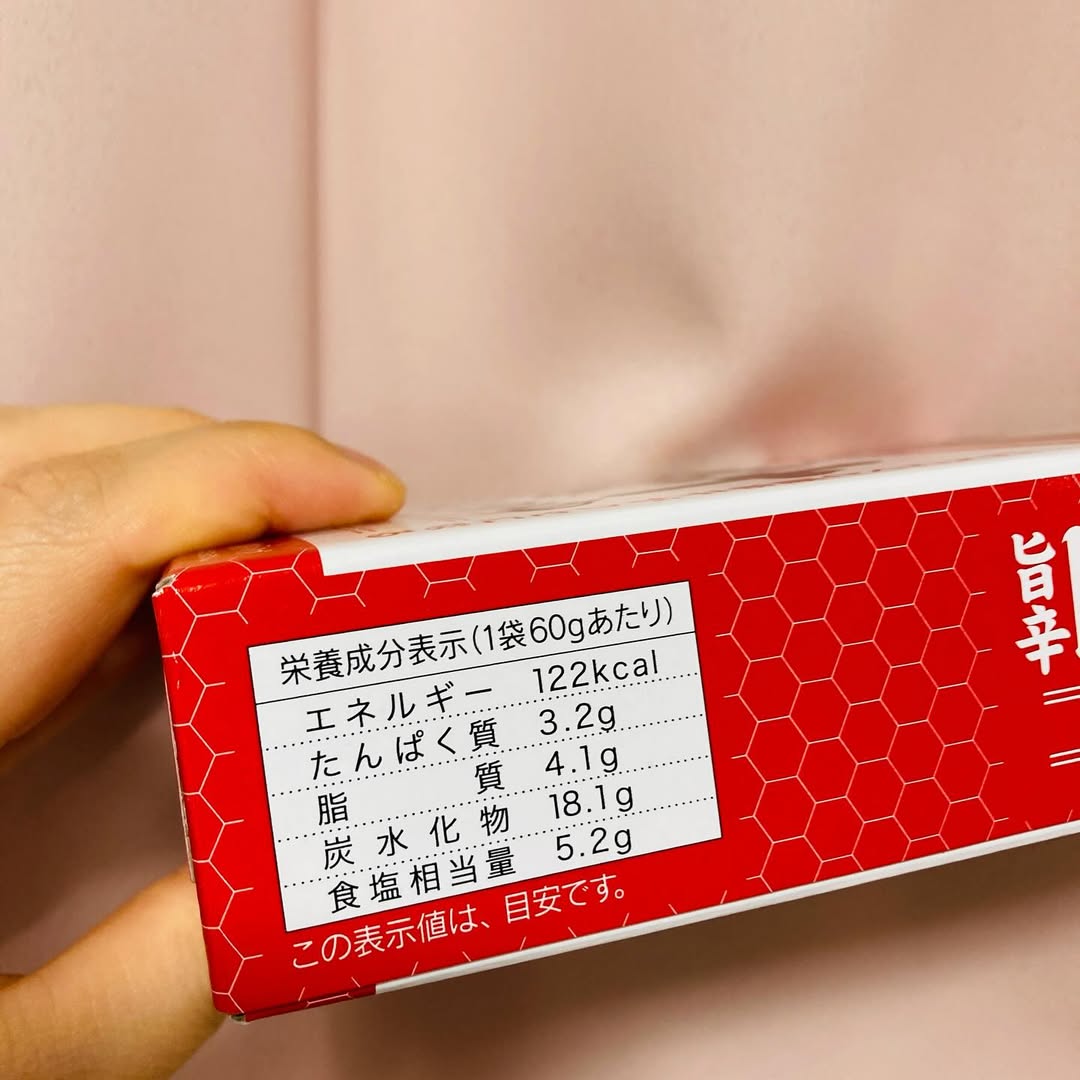 栄養成分表示(1袋60gあたり)
エネルギー 122kcal
たんぱく質 3.2g
脂質 4.1g
炭水化物 18.1g
食塩相当量 5.2g
この表示値は、目安です。
旨辛